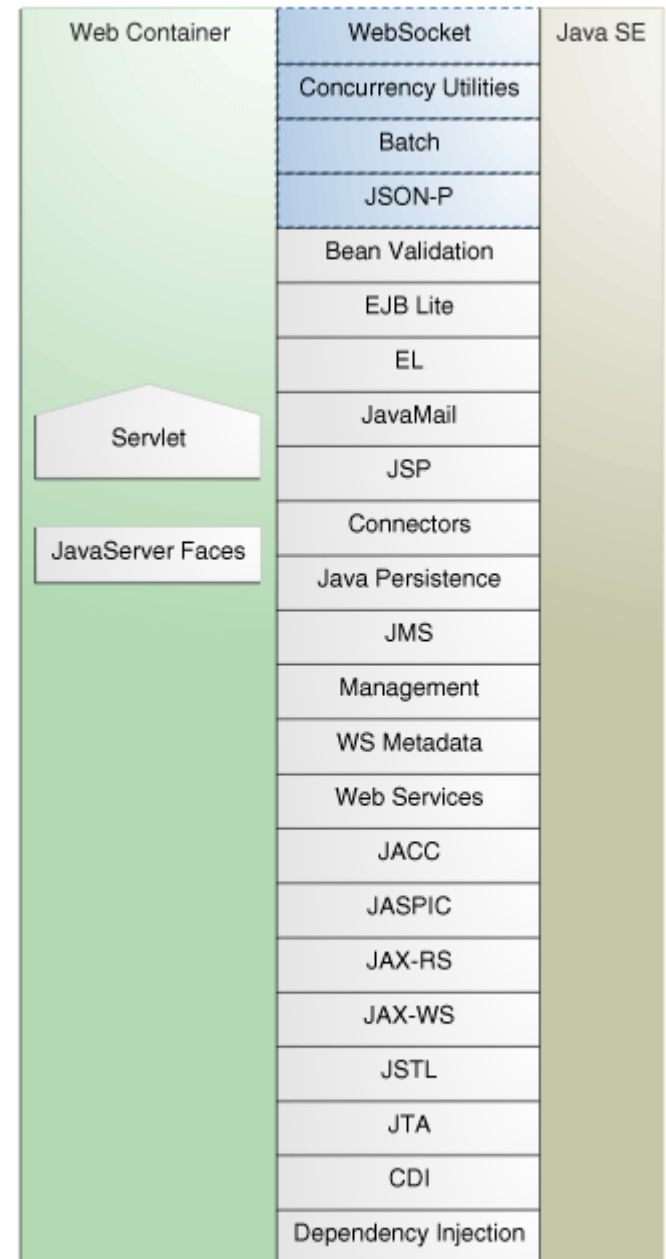 Web Container
WebSocket
Java SE
Concurrency Utilities
Batch
JSON-P
Bean Validation
EJB Lite
EL
JavaMail
Servlet
JSP
Connectors
JavaServer Faces
Java Persistence
JMS
Management
WS Metadata
Web Services
JACC
JASPIC
JAX-RS
JAX-WS
JSTL
JTA
CDI
Dependency Injection